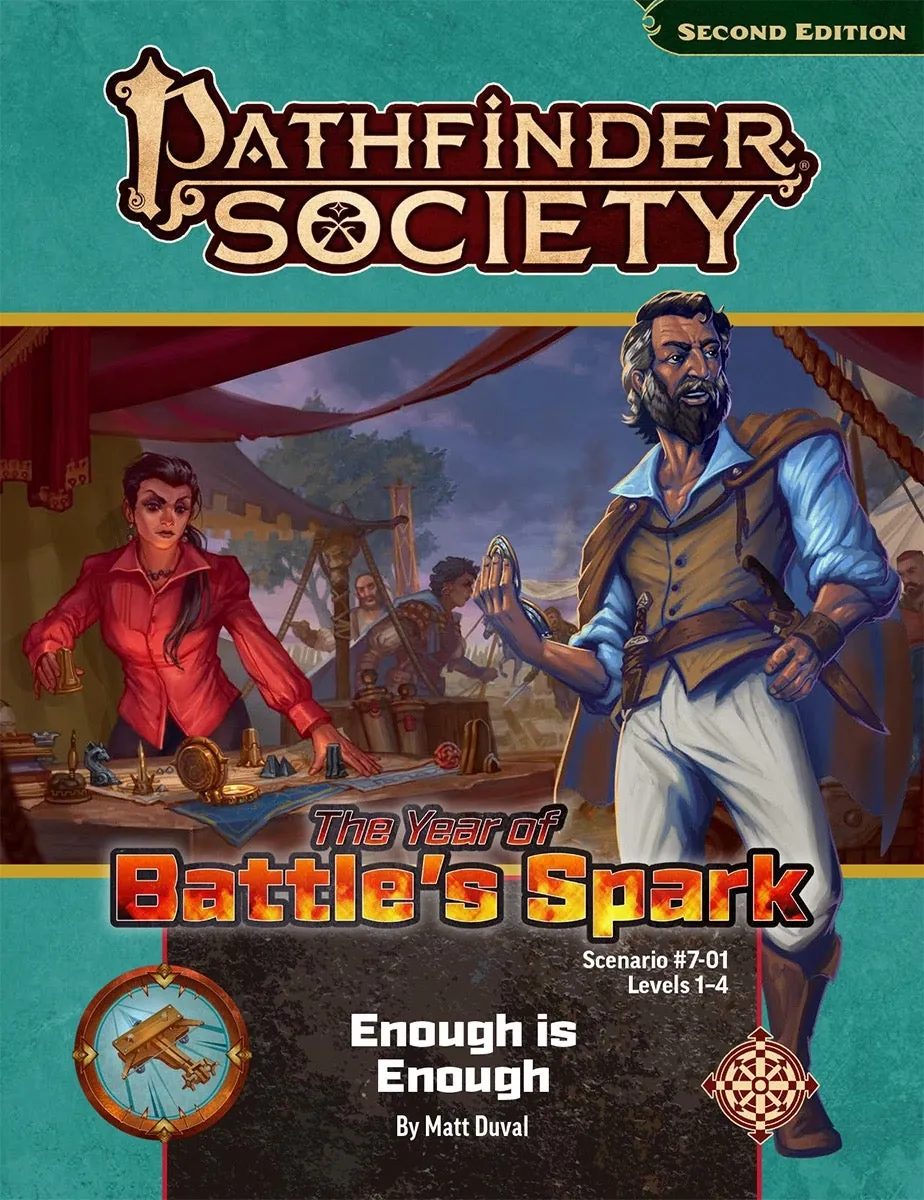 Second Edition
Pathfinder
Society
®
The Year of
Battle's Spark
Scenario #7-01
Levels 1–4
Enough is
Enough
By Matt Duval